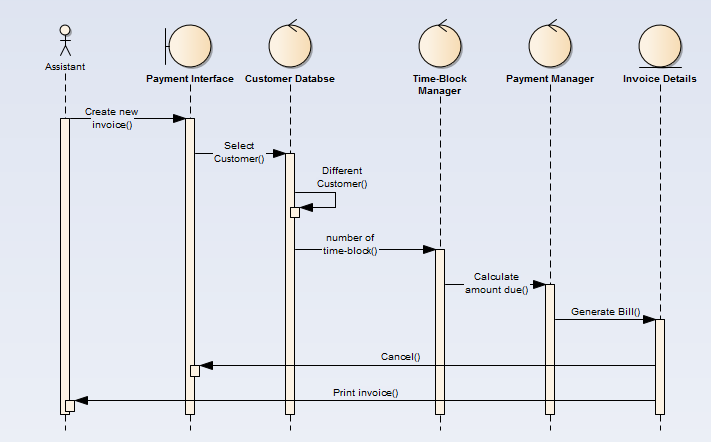 Assistant
Payment Interface
Customer Databse
Time-Block
Manager
Payment Manager
Invoice Details
Create new
invoice()
Select
Customer()
Different
Customer()
number of
time-block()
Calculate
amount due()
Generate Bill()
Cancel()
Print invoice()